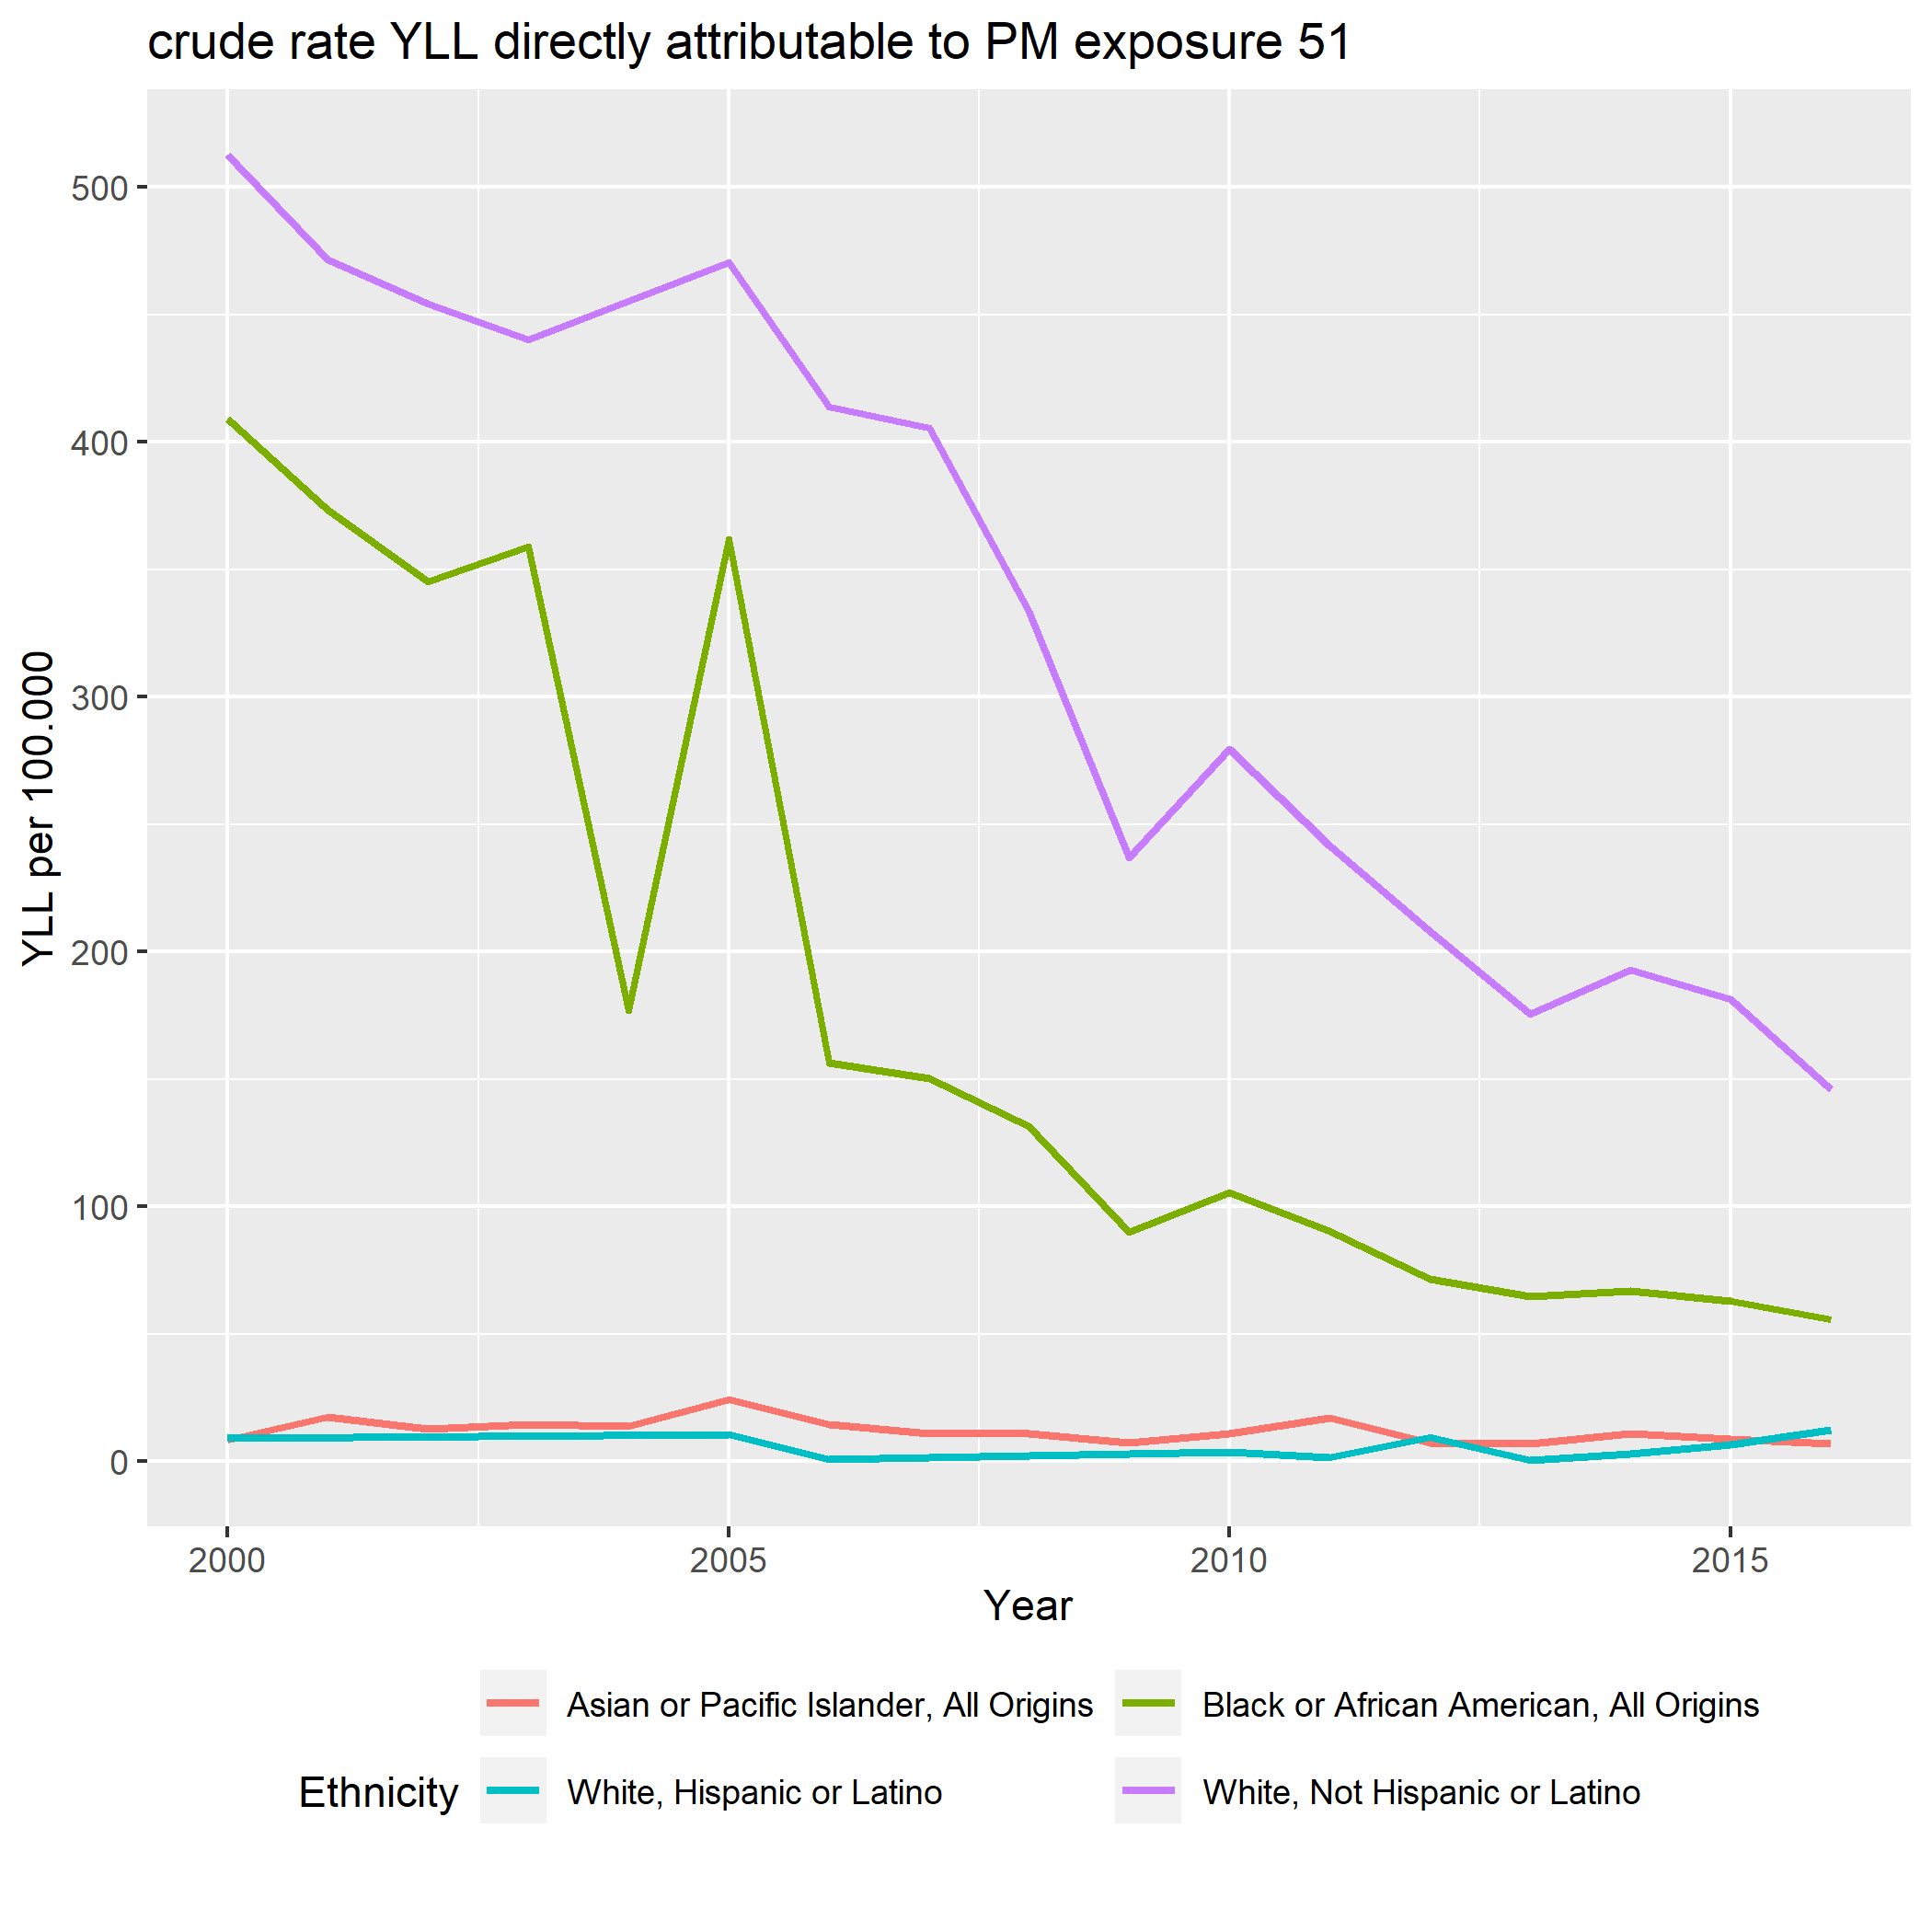 crude rate YLL directly attributable to PM exposure 51
YLL per 100.000
500
400
300
200
100
0
2000 2005 2010 2015
Year
Ethnicity
Asian or Pacific Islander, All Origins
Black or African American, All Origins
White, Hispanic or Latino
White, Not Hispanic or Latino